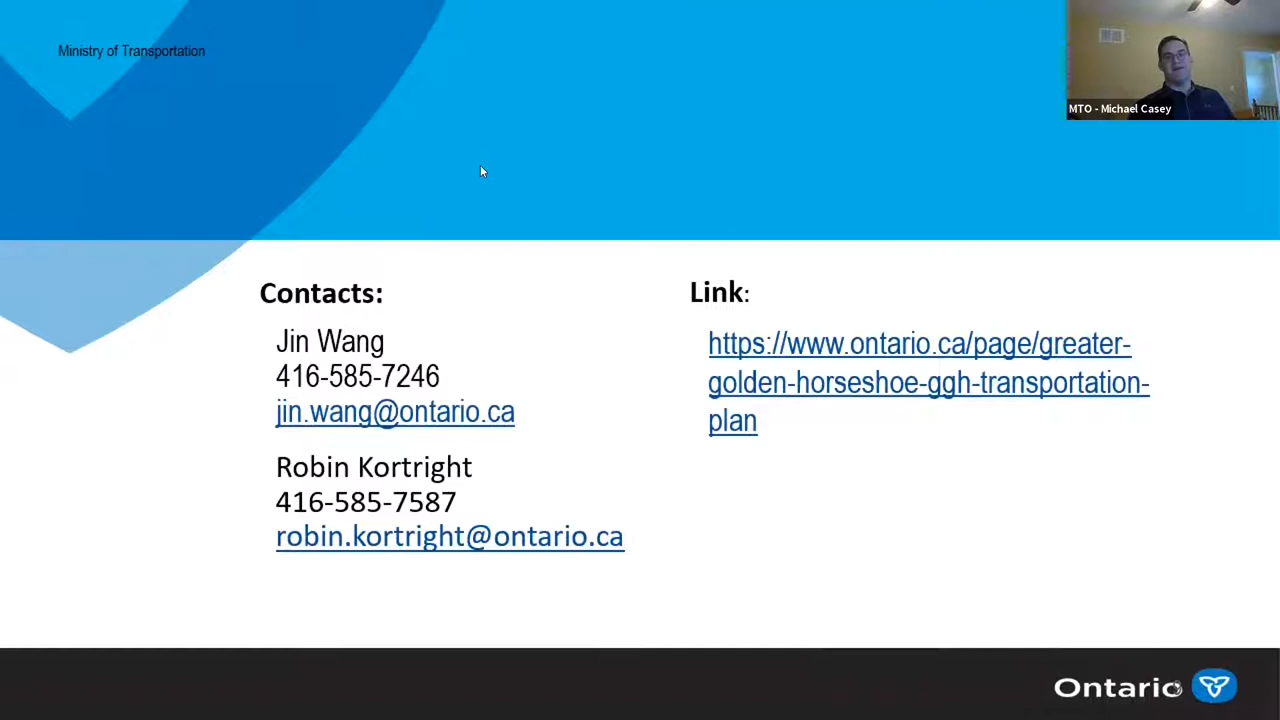 Ministry of Transportation
MTO - Michael Casey
Contacts:
Jin Wang
416-585-7246
jin.wang@ontario.ca
Robin Kortright
416-585-7587
robin.kortright@ontario.ca
Link:
https://www.ontario.ca/page/greater-
golden-horseshoe-ggh-transportation-
plan
Ontario